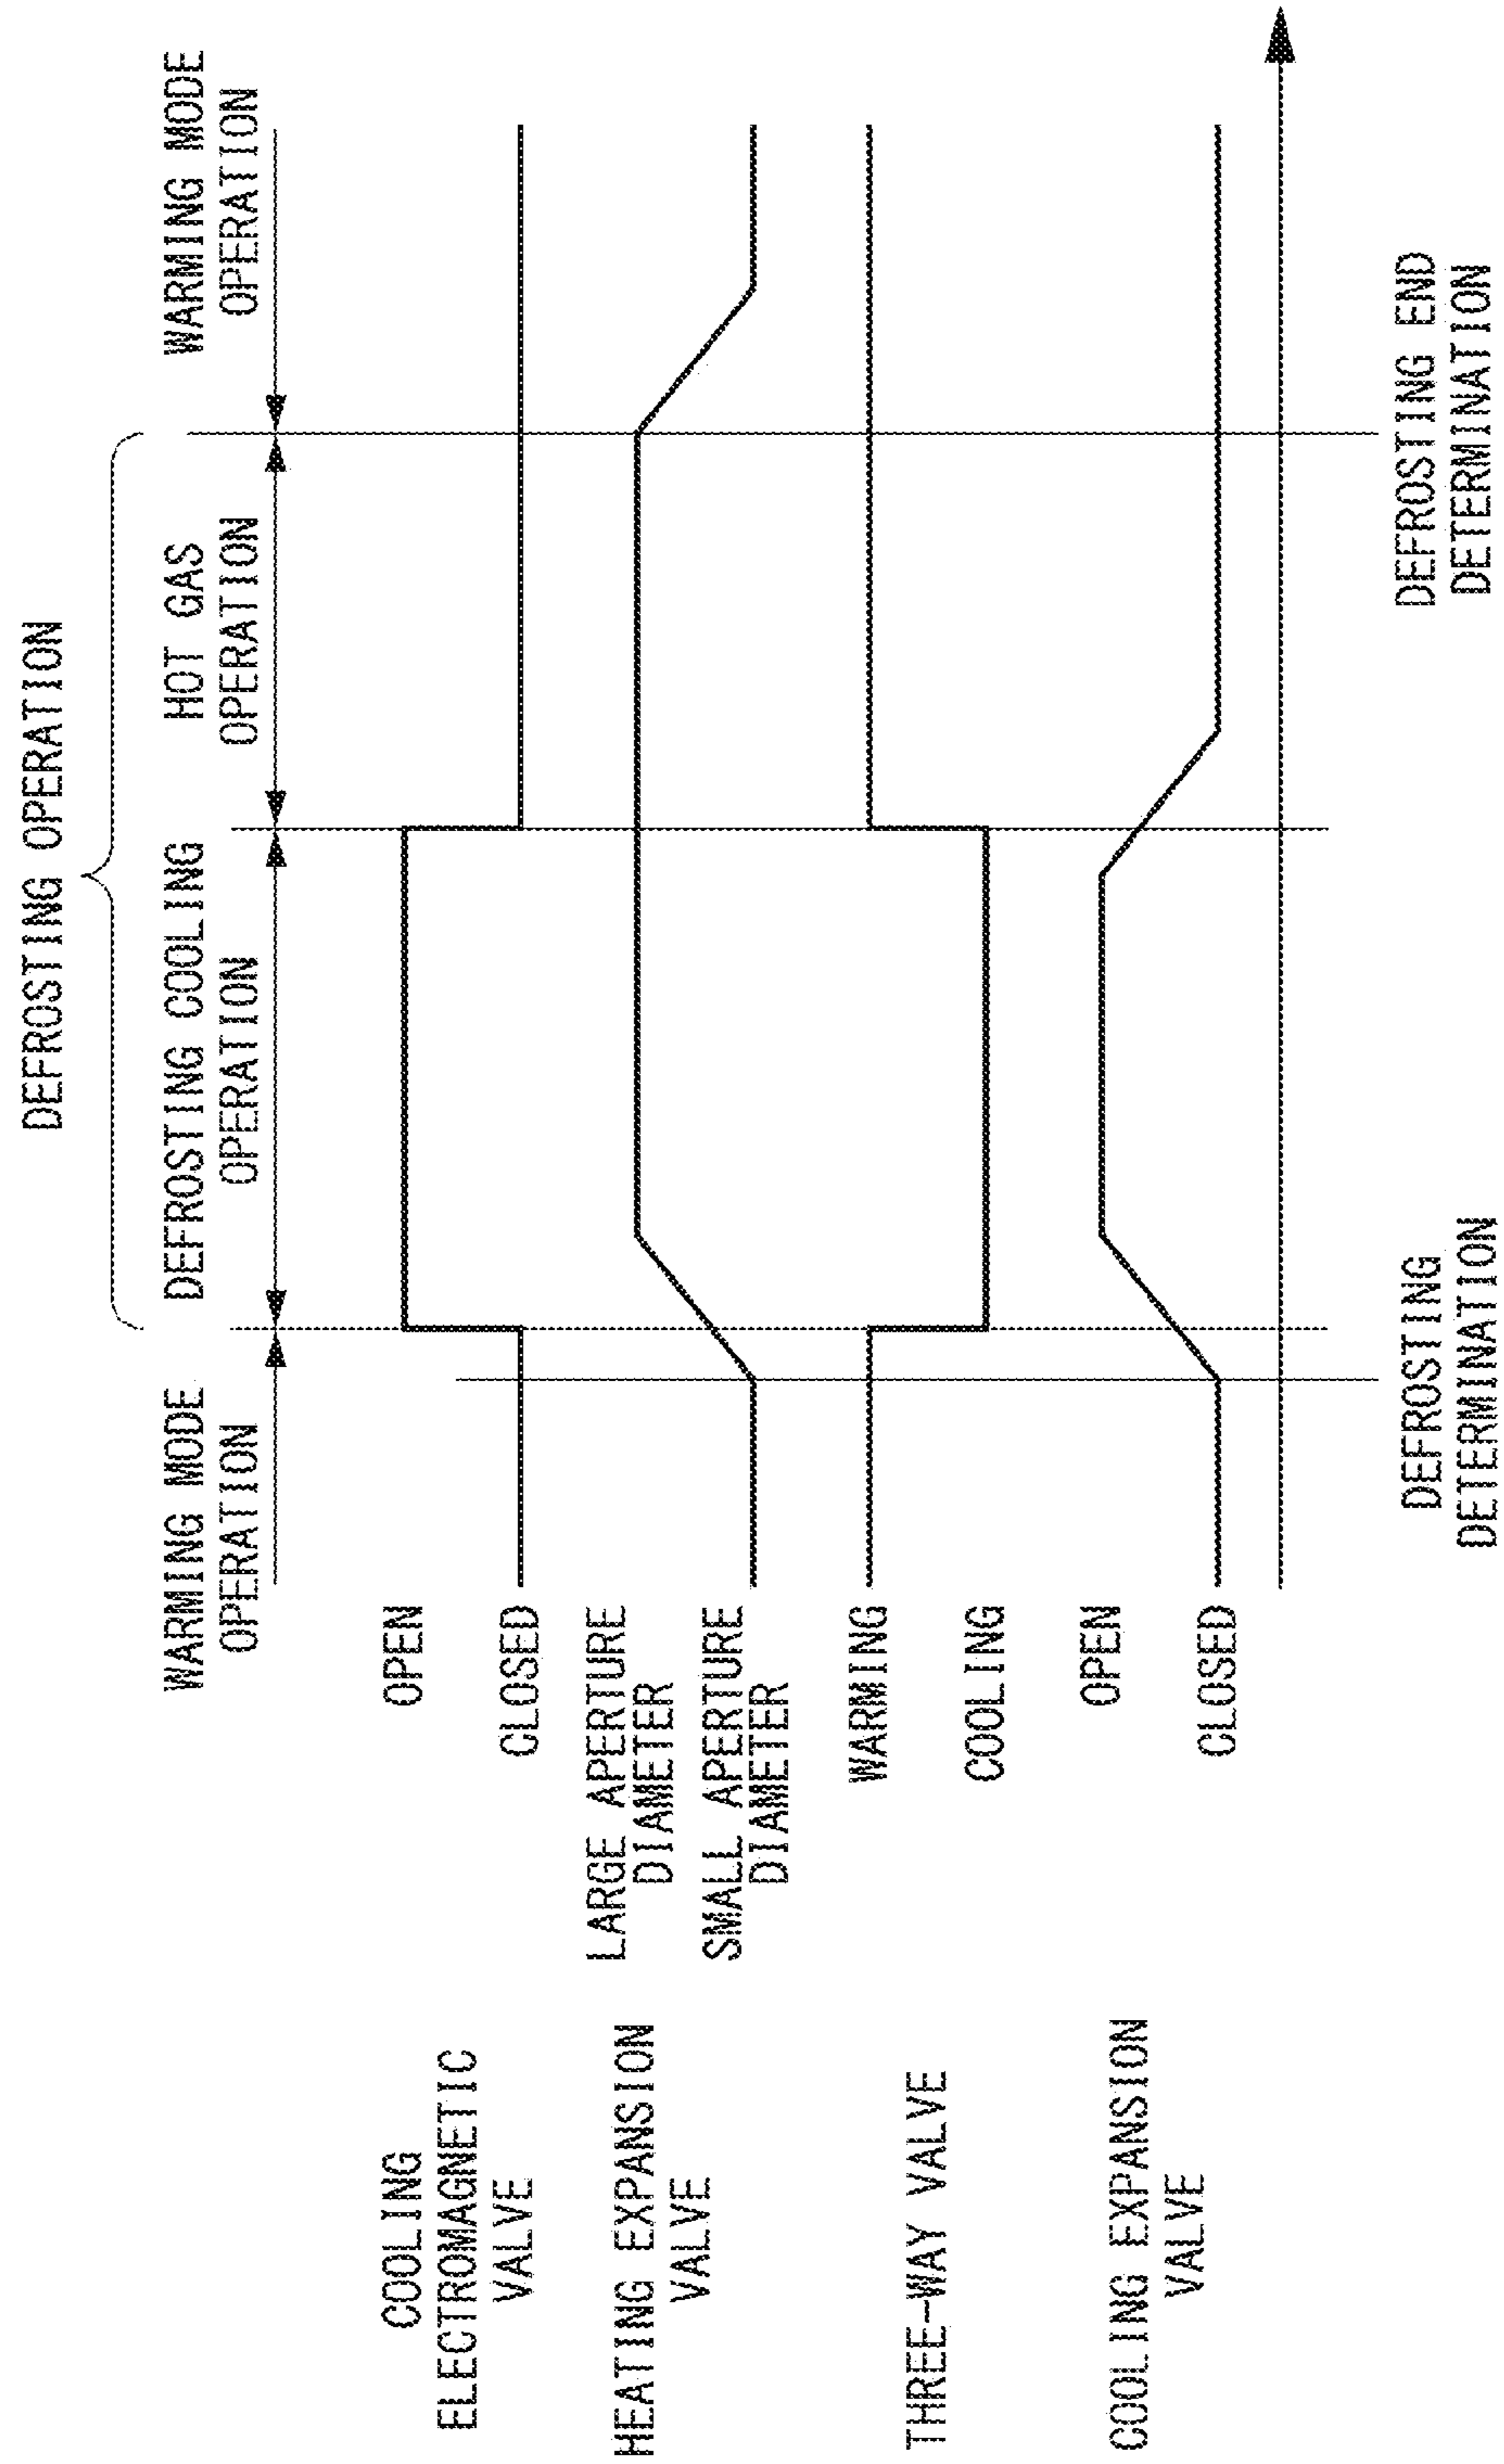 DEFROSTING OPERATION
WARMING MODE
OPERATION
DEFROSTING COOLING
OPERATION
HOT GAS
OPERATION
WARMING MODE
OPERATION
COOLING
ELECTROMAGNETIC
VALVE
OPEN
CLOSED
HEATING EXPANSION
VALVE
LARGE APERTURE
DIAMETER
SMALL APERTURE
DIAMETER
THREE-WAY VALVE
WARMING
COOLING
COOLING EXPANSION
VALVE
OPEN
CLOSED
DEFROSTING
DETERMINATION
DEFROSTING END
DETERMINATION